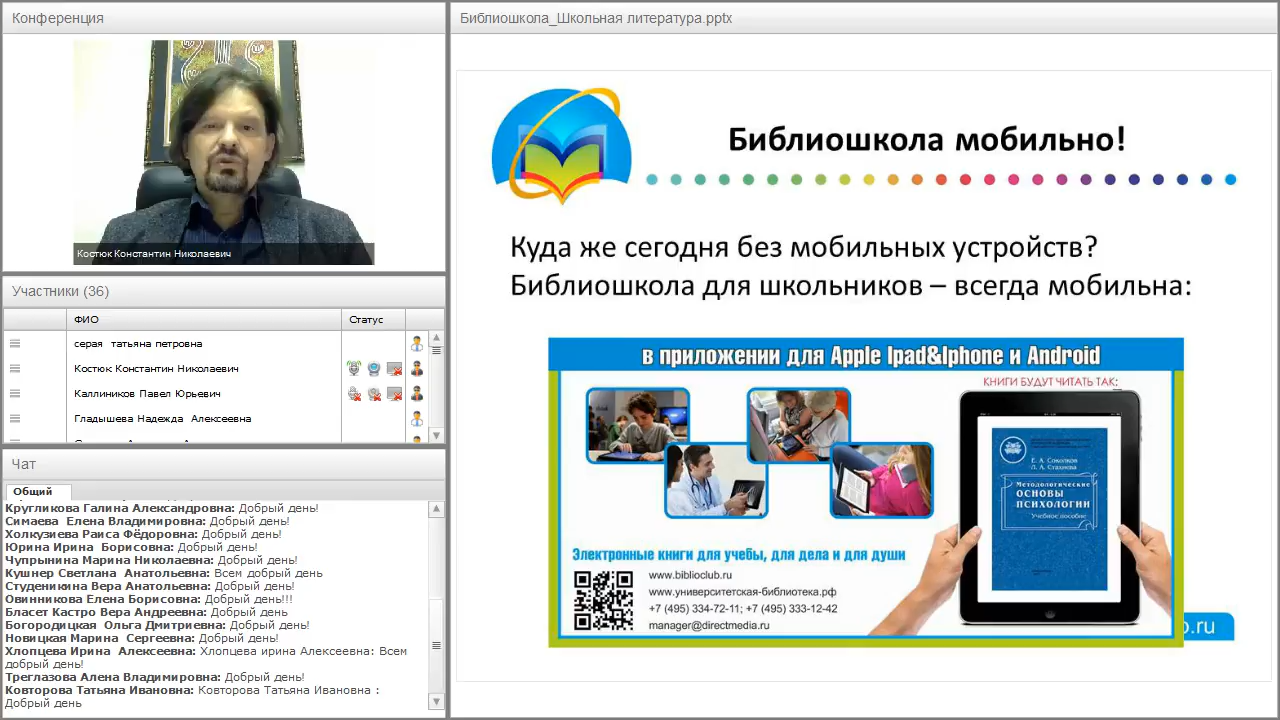 Конференция
Костюк Константин Николаевич
Участники (36)
ФИО
Статус
серая татьяна петровна
Костюк Константин Николаевич
Каллиников Павел Юрьевич
Гладышева Надежда Алексеевна
Чат
Общий
Кругликова Галина Александровна: Добрый день!
Симаева Елена Владимировна: Добрый день!
Холкузиева Раиса Фёдоровна: Добрый день!
Юрина Ирина Борисовна: Добрый день!
Чупрынина Марина Николаевна: Добрый день!
Кушнер Светлана Анатольевна: Всем добрый день
Студеникина Вера Анатольевна: Добрый день!
Овинникова Елена Борисовна: Добрый день!!!
Бласет Кастро Вера Андреевна: Добрый день
Богородицкая Ольга Дмитриевна: Добрый день!
Новицкая Марина Сергеевна: Добрый день!
Хлопцева Ирина Алексеевна: Хлопцева ирина Алексеевна: Всем
добрый день!
Треглазова Алена Владимировна: Добрый день!
Ковторова Татьяна Ивановна: Ковторова Татьяна Ивановна :
Добрый день
Библиошкола_Школьная литература.pptx
Библиошкола мобильно!
Куда же сегодня без мобильных устройств?
Библиошкола для школьников – всегда мобильна:
в приложении для Apple Ipad&Iphone и Android
КНИГИ БУДУТ ЧИТАТЬ ТАК:
Е. А. Соколков
Методологические
ОСНОВЫ
ПСИХОЛОГИИ
Учебное пособие
Электронные книги для учебы, для дела и для души
www.biblioclub.ru
www.университетская-библиотека.рф
+7 (495) 334-72-11; +7 (495) 333-12-42
manager@directmedia.ru
.ru